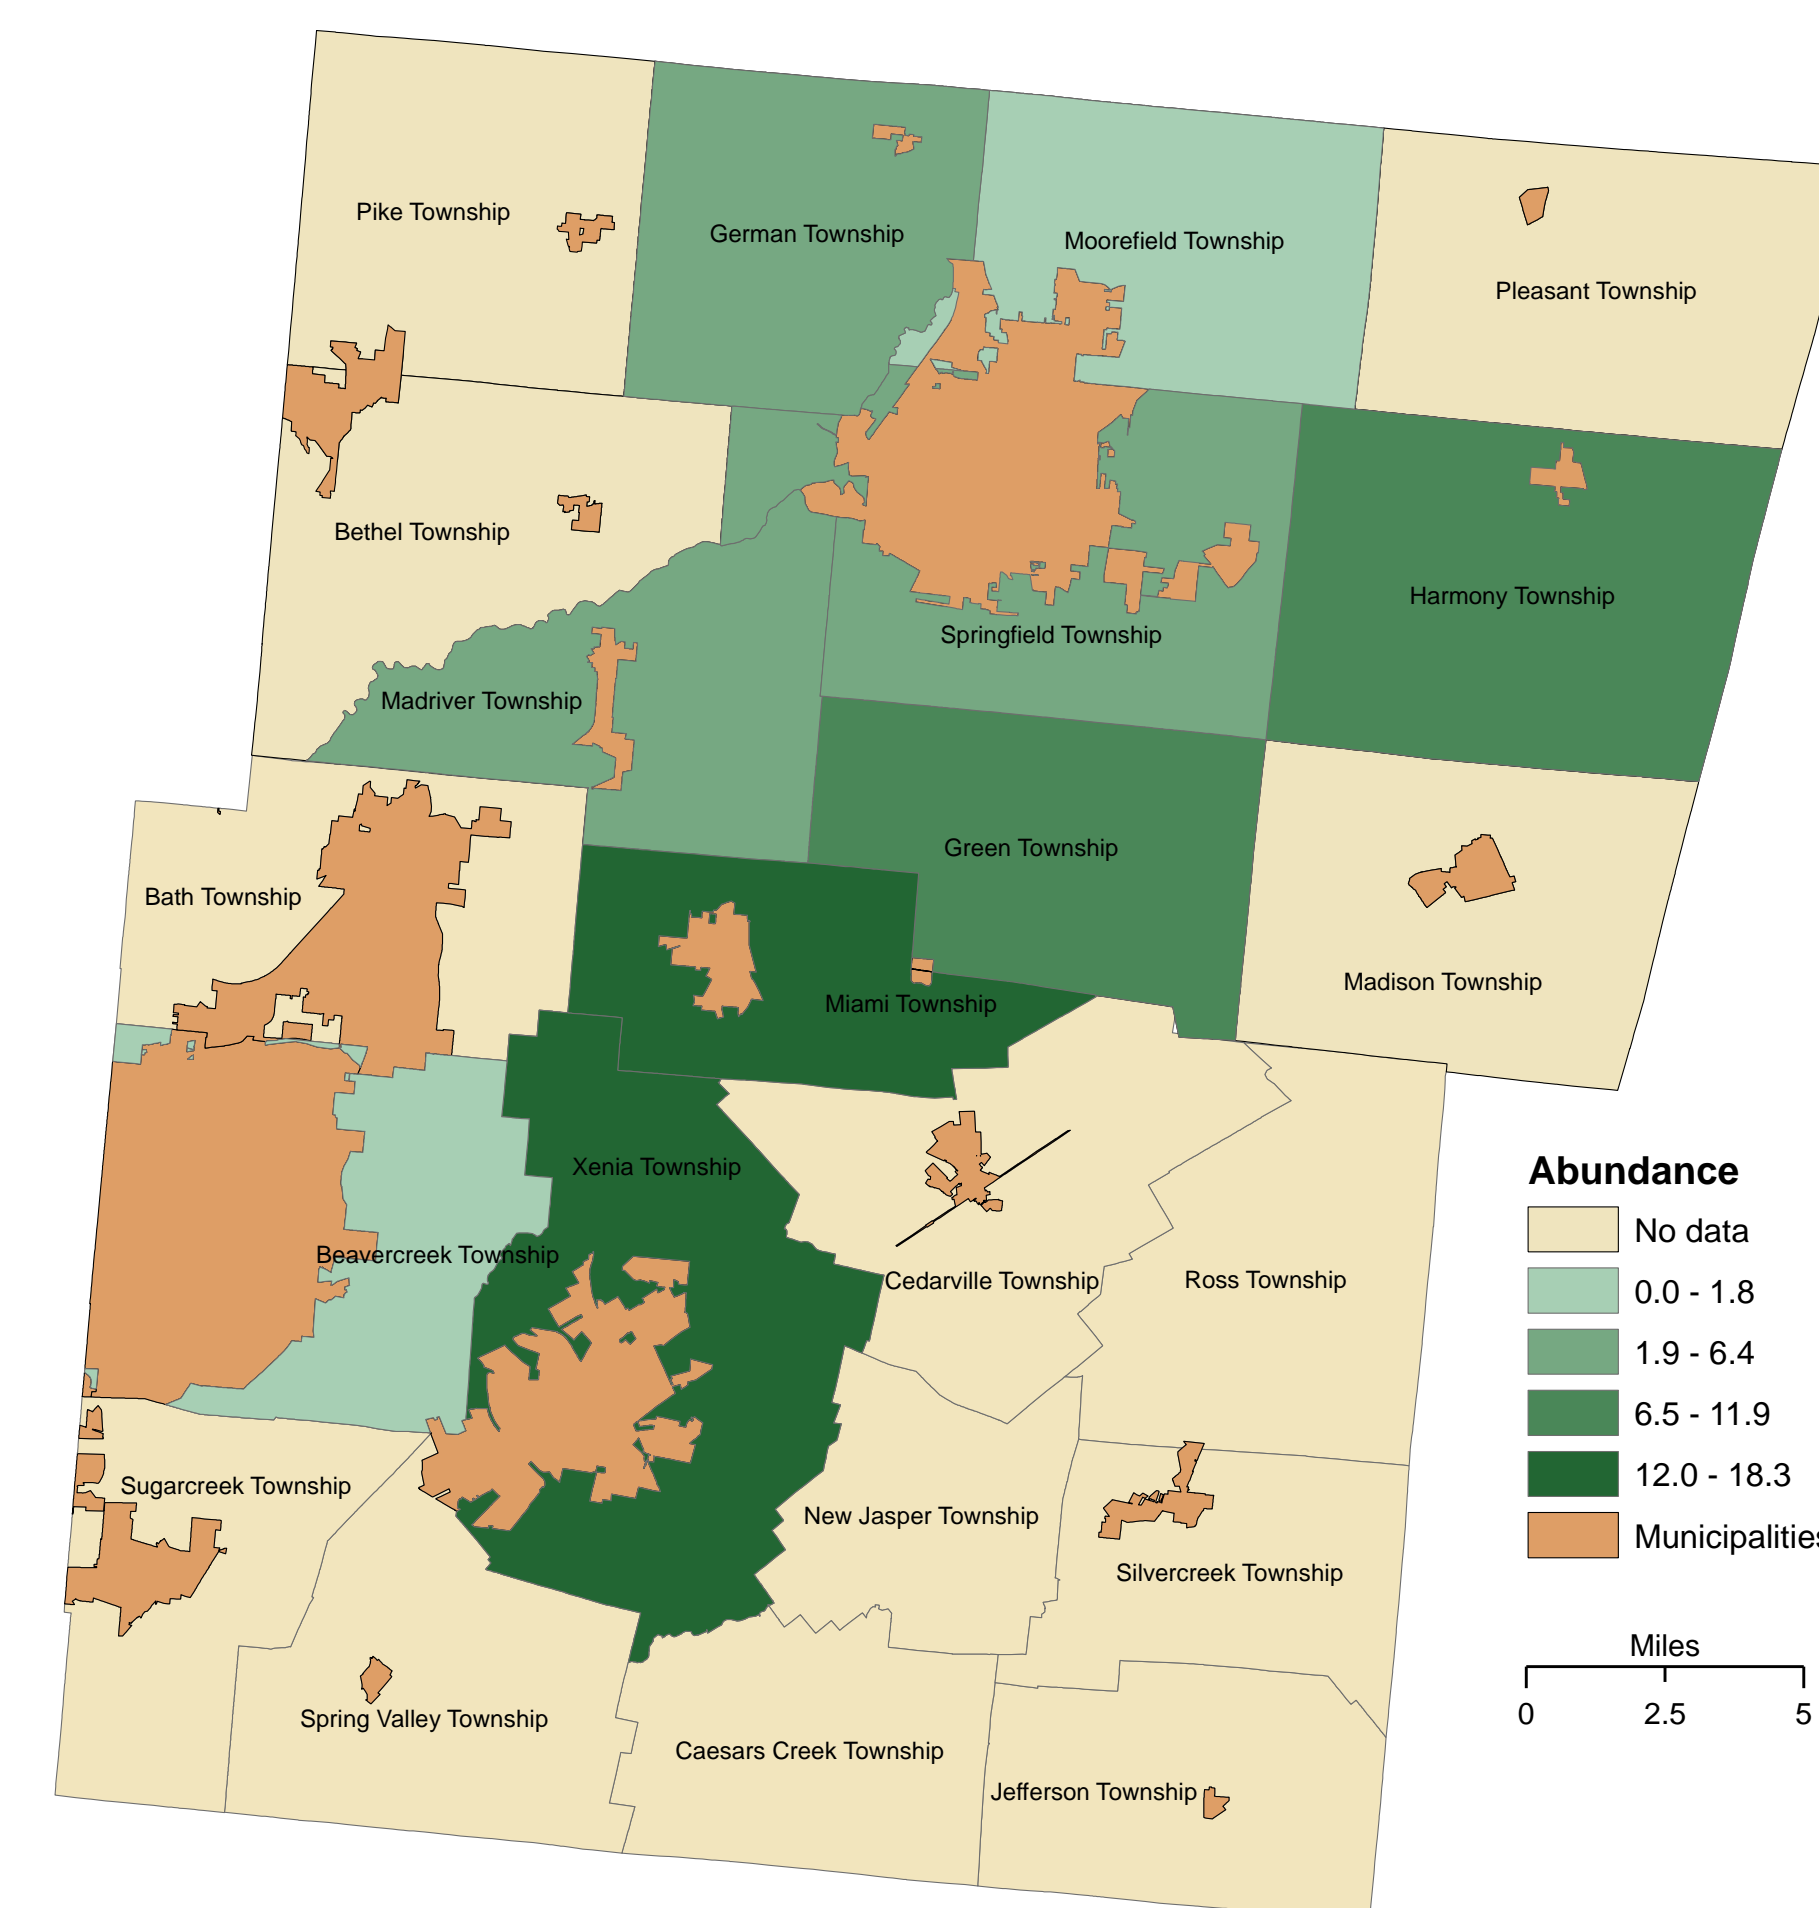 Pike Township
German Township
Moorefield Township
Pleasant Township
Bethel Township
Harmony Township
Springfield Township
Madriver Township
Green Township
Bath Township
Madison Township
Miami Township
Xenia Township
Beavercreek Township
Cedarville Township
Ross Township
Sugarcreek Township
New Jasper Township
Silvercreek Township
Spring Valley Township
Caesars Creek Township
Jefferson Township
Abundance
No data
0.0 - 1.8
1.9 - 6.4
6.5 - 11.9
12.0 - 18.3
Municipalities
Miles
0 2.5 5